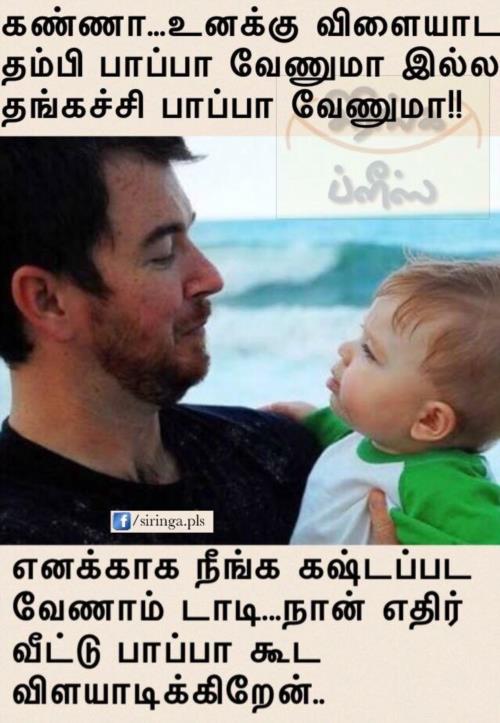 கண்ணா...உனக்கு விளையாட
தம்பி பாப்பா வேணுமா இல்ல
தங்கச்சி பாப்பா வேணுமா!!
ப்ளீஸ்
f/siringa.pls
எனக்காக நீங்க கஷ்டப்பட
வேணாம் டாடி...நான் எதிர்
வீட்டு பாப்பா கூட
விளயாடிக்கிறேன்..